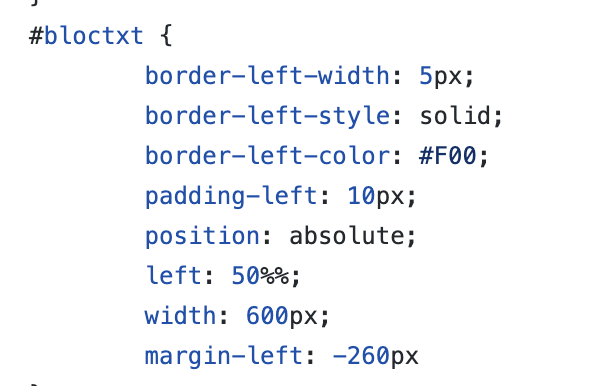 #bloctxt {
border-left-width: 5px;
border-left-style: solid;
border-left-color: #F00;
padding-left: 10px;
position: absolute;
left: 50%%;
width: 600px;
margin-left: -260px